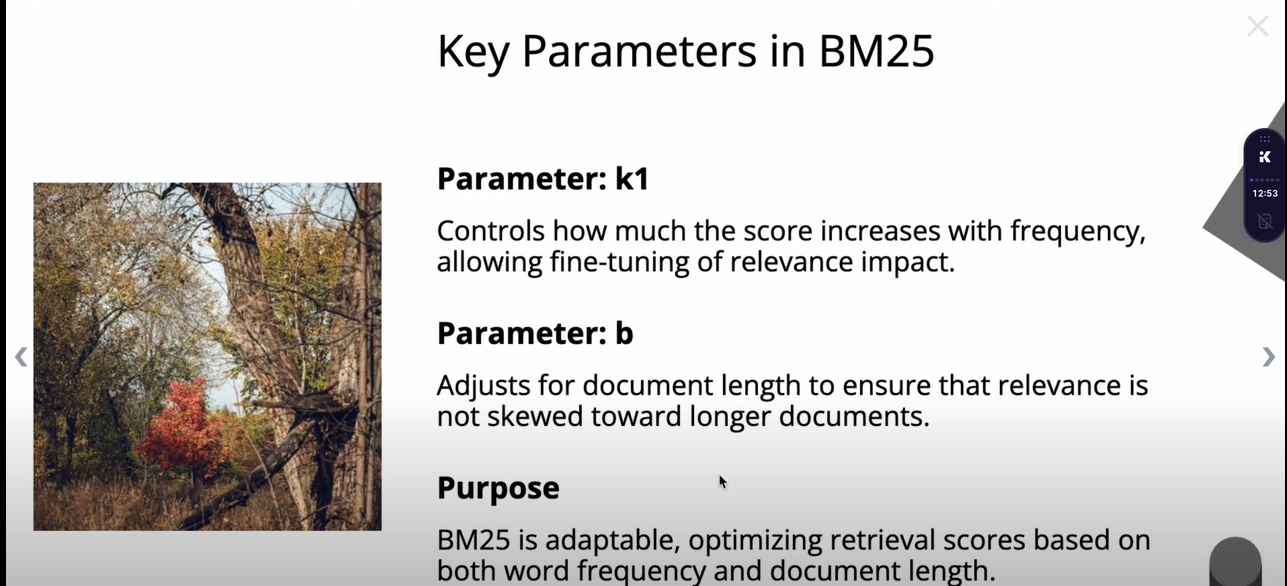 Key Parameters in BM25
Parameter: k1
Controls how much the score increases with frequency,
allowing fine-tuning of relevance impact.
Parameter: b
Adjusts for document length to ensure that relevance is
not skewed toward longer documents.
Purpose
BM25 is adaptable, optimizing retrieval scores based on
both word frequency and document length.
12:53